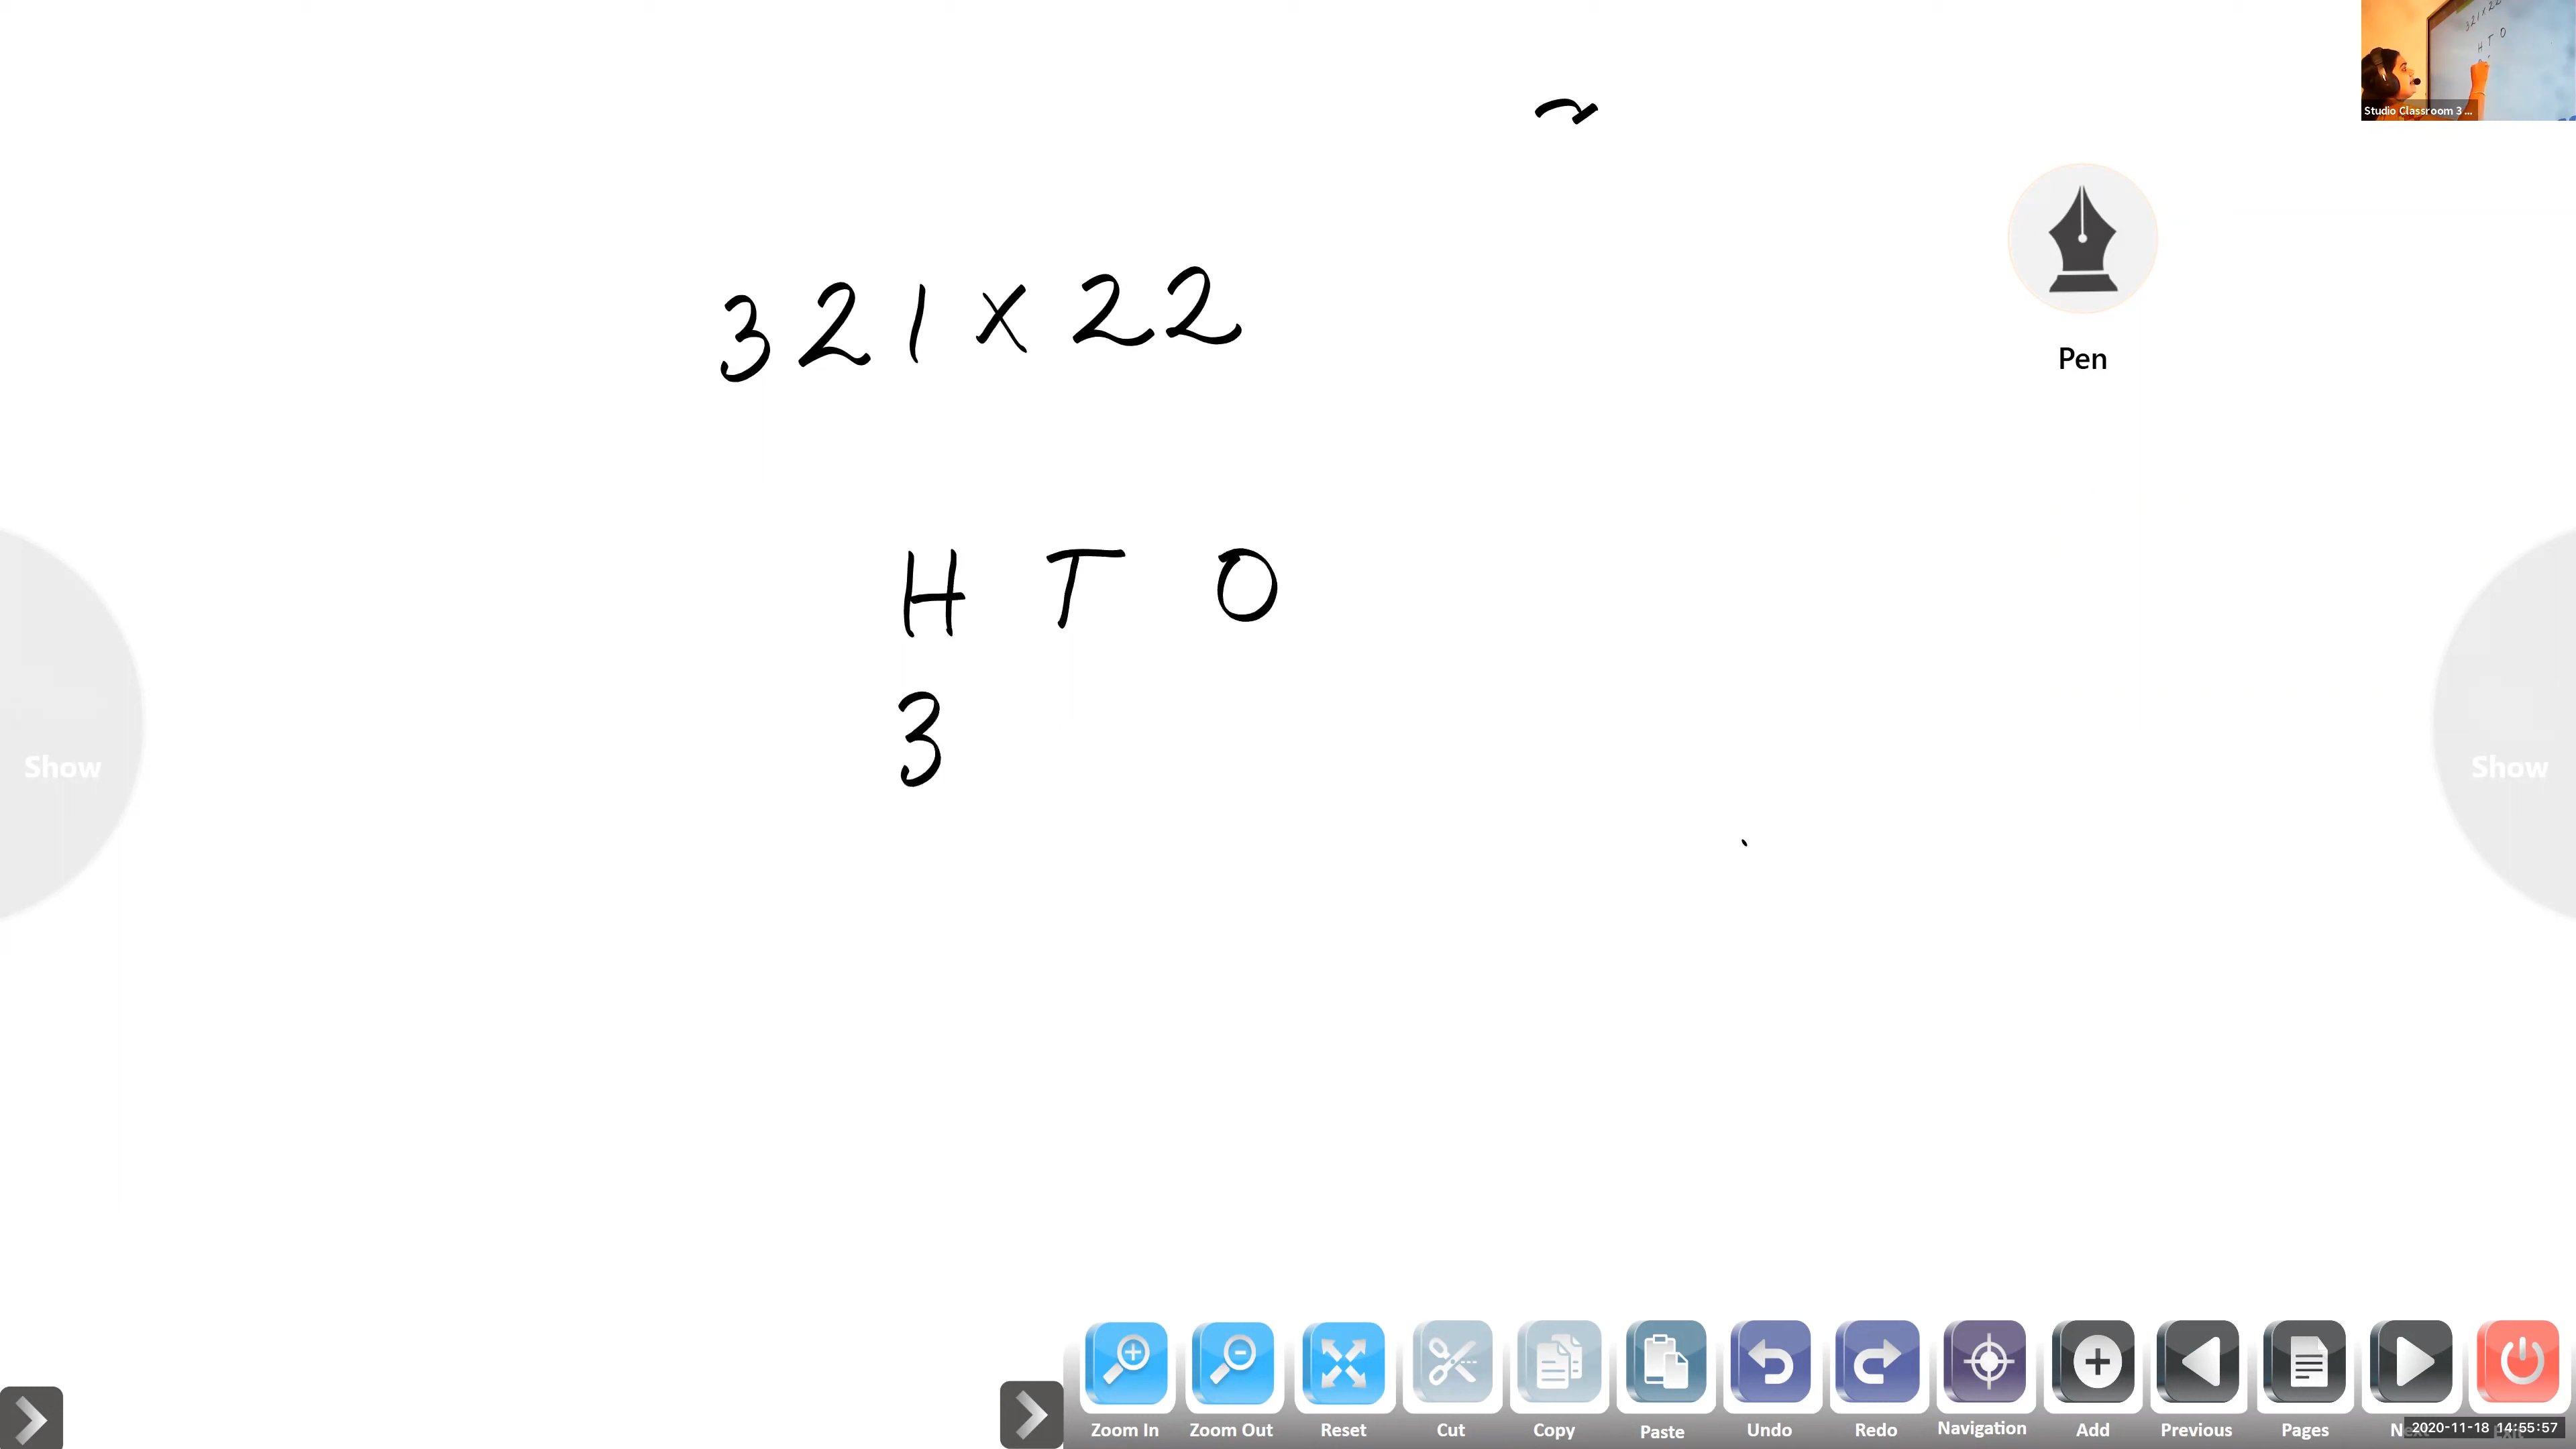 Studio Classroom 3 ...
321 x 22
Pen
H T O
3
Show
Show
Zoom In Zoom Out Reset Cut Copy Paste Undo Redo Navigation Add Previous Pages
2020-11-18 14:55:57